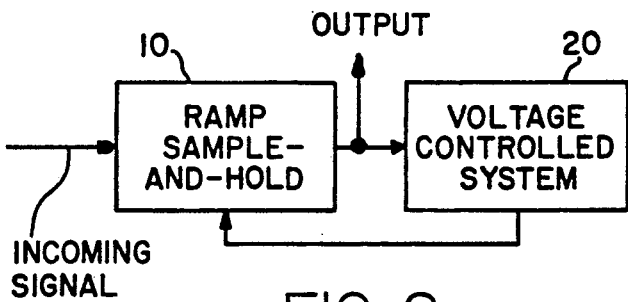 OUTPUT
10
20
RAMP
SAMPLE-
AND-HOLD
VOLTAGE
CONTROLLED
SYSTEM
INCOMING
SIGNAL